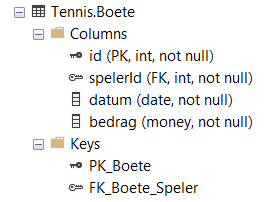 Tennis.Boete
Columns
id (PK, int, not null)
spelerId (FK, int, not null)
datum (date, not null)
bedrag (money, not null)
Keys
PK_Boete
FK_Boete_Speler